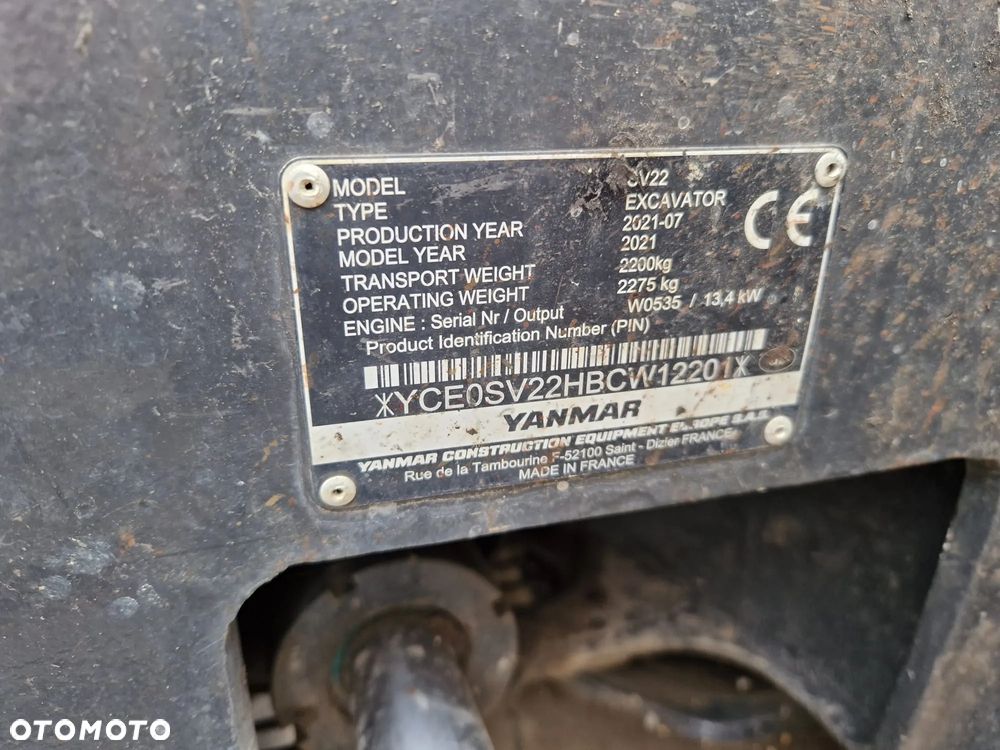 MODEL SV22
TYPE EXCAVATOR
PRODUCTION YEAR 2021-07
MODEL YEAR 2021
TRANSPORT WEIGHT 2200kg
OPERATING WEIGHT 2275 kg
ENGINE : Serial Nr / Output W0535 / 13,4 kW
Product Identification Number (PIN)
CE
*YCE0SV22HBCW12201*
YANMAR
YANMAR CONSTRUCTION EQUIPMENT EUROPE S.A.S.
Rue de la Tambourine F-52100 Saint - Dizier FRANCE
MADE IN FRANCE
OTOMOTO